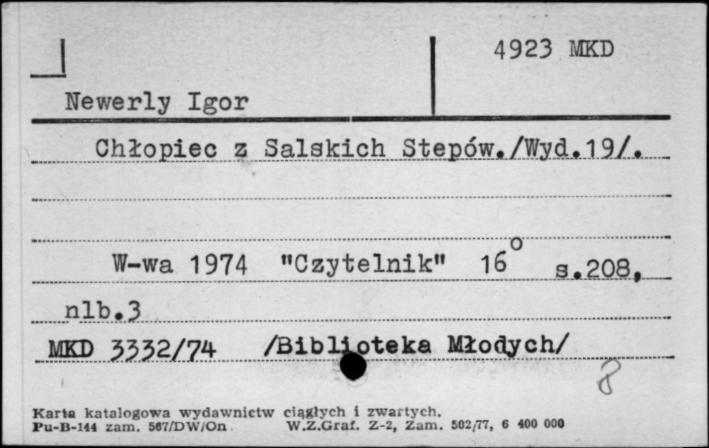 4923 MKD
Newerly Igor
Chłopiec z Salskich Stepów./Wyd.19/.
W-wa 1974 "Czytelnik" 16° s.208,
nlb.3
MKD 3332/74 /Biblioteka Młodych/
8
Karta katalogowa wydawnictw ciągłych i zwartych.
Pu-B-144 zam. 567/DW/On W.Z.Graf. Z-2, Zam. 502/77, 6 400 000